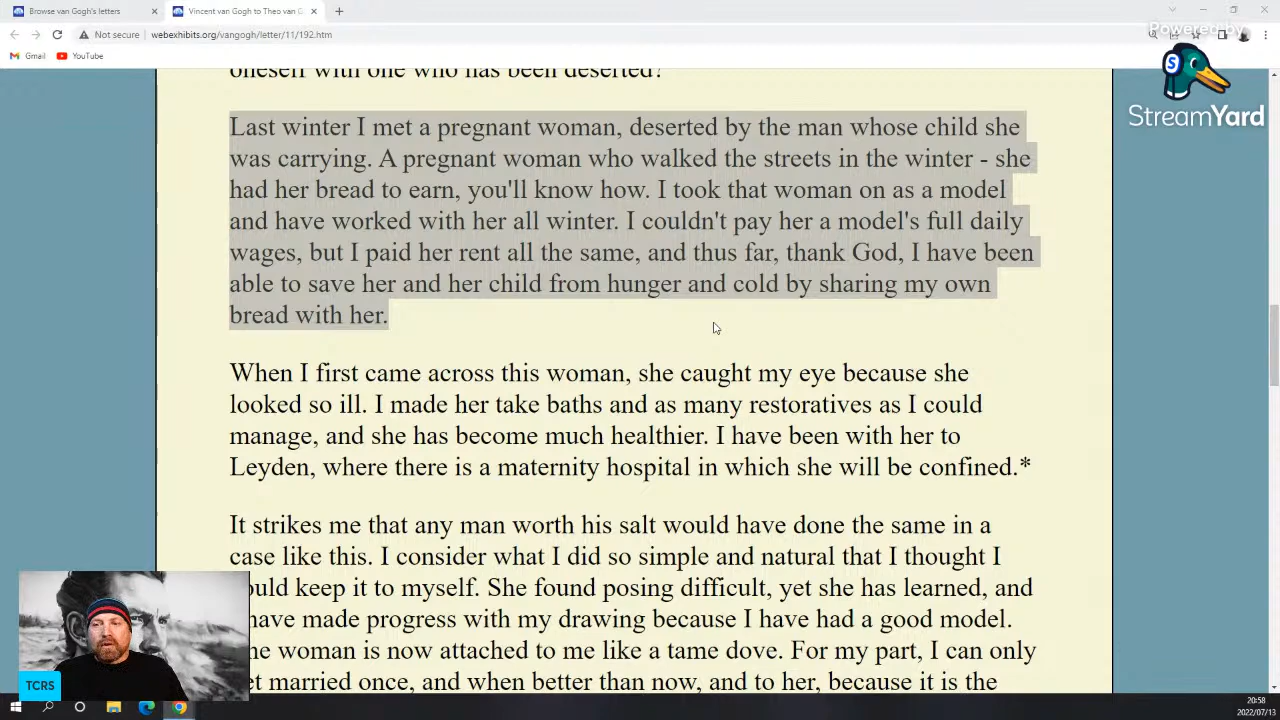 Browse van Gogh's letters
Vincent van Gogh to Theo van G
Not secure
webexhibits.org/vangogh/letter/11/192.htm
Powered by
Gmail
YouTube
StreamYard
oneself with one who has been deserted?
Last winter I met a pregnant woman, deserted by the man whose child she
was carrying. A pregnant woman who walked the streets in the winter - she
had her bread to earn, you'll know how. I took that woman on as a model
and have worked with her all winter. I couldn't pay her a model's full daily
wages, but I paid her rent all the same, and thus far, thank God, I have been
able to save her and her child from hunger and cold by sharing my own
bread with her.
When I first came across this woman, she caught my eye because she
looked so ill. I made her take baths and as many restoratives as I could
manage, and she has become much healthier. I have been with her to
Leyden, where there is a maternity hospital in which she will be confined.*
It strikes me that any man worth his salt would have done the same in a
case like this. I consider what I did so simple and natural that I thought I
ould keep it to myself. She found posing difficult, yet she has learned, and
have made progress with my drawing because I have had a good model.
he woman is now attached to me like a tame dove. For my part, I can only
et married once, and when better than now, and to her, because it is the
TCRS
20:58
2022/07/13